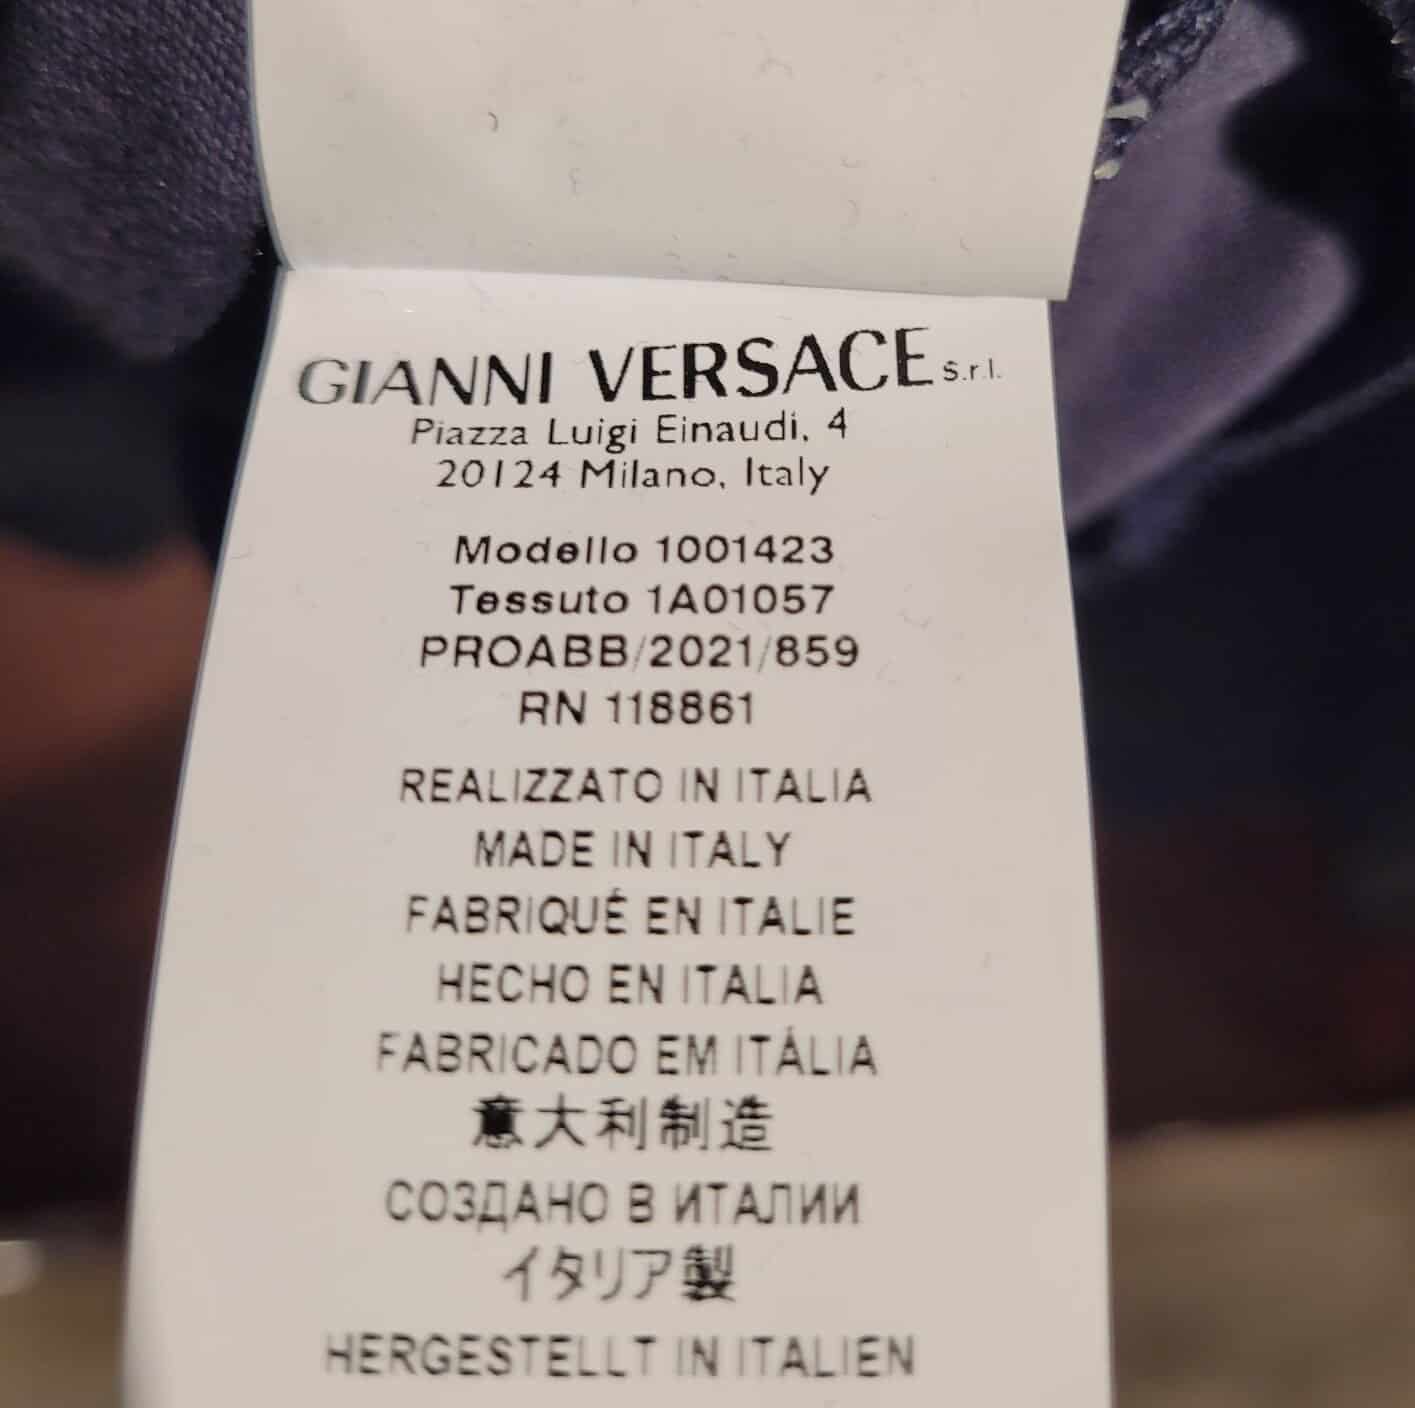 GIANNI VERSACE S.r.l.
Piazza Luigi Einaudi, 4
20124 Milano, Italy
Modello 1001423
Tessuto 1A01057
PROABB/2021/859
RN 118861
REALIZZATO IN ITALIA
MADE IN ITALY
FABRIQUÉ EN ITALIE
HECHO EN ITALIA
FABRICADO EM ITÁLIA
意大利制造
СОЗДАНО В ИТАЛИИ
イタリア製
HERGESTELLT IN ITALIEN